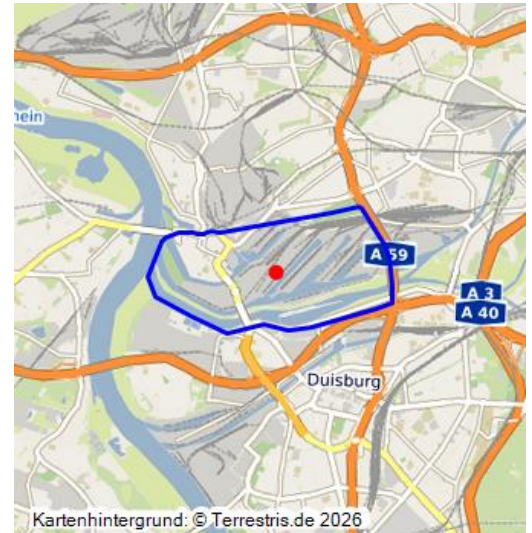 hein
A 59
A 3
A 40
Duisburg
Kartenhintergrund: © Terrestris.de 2026